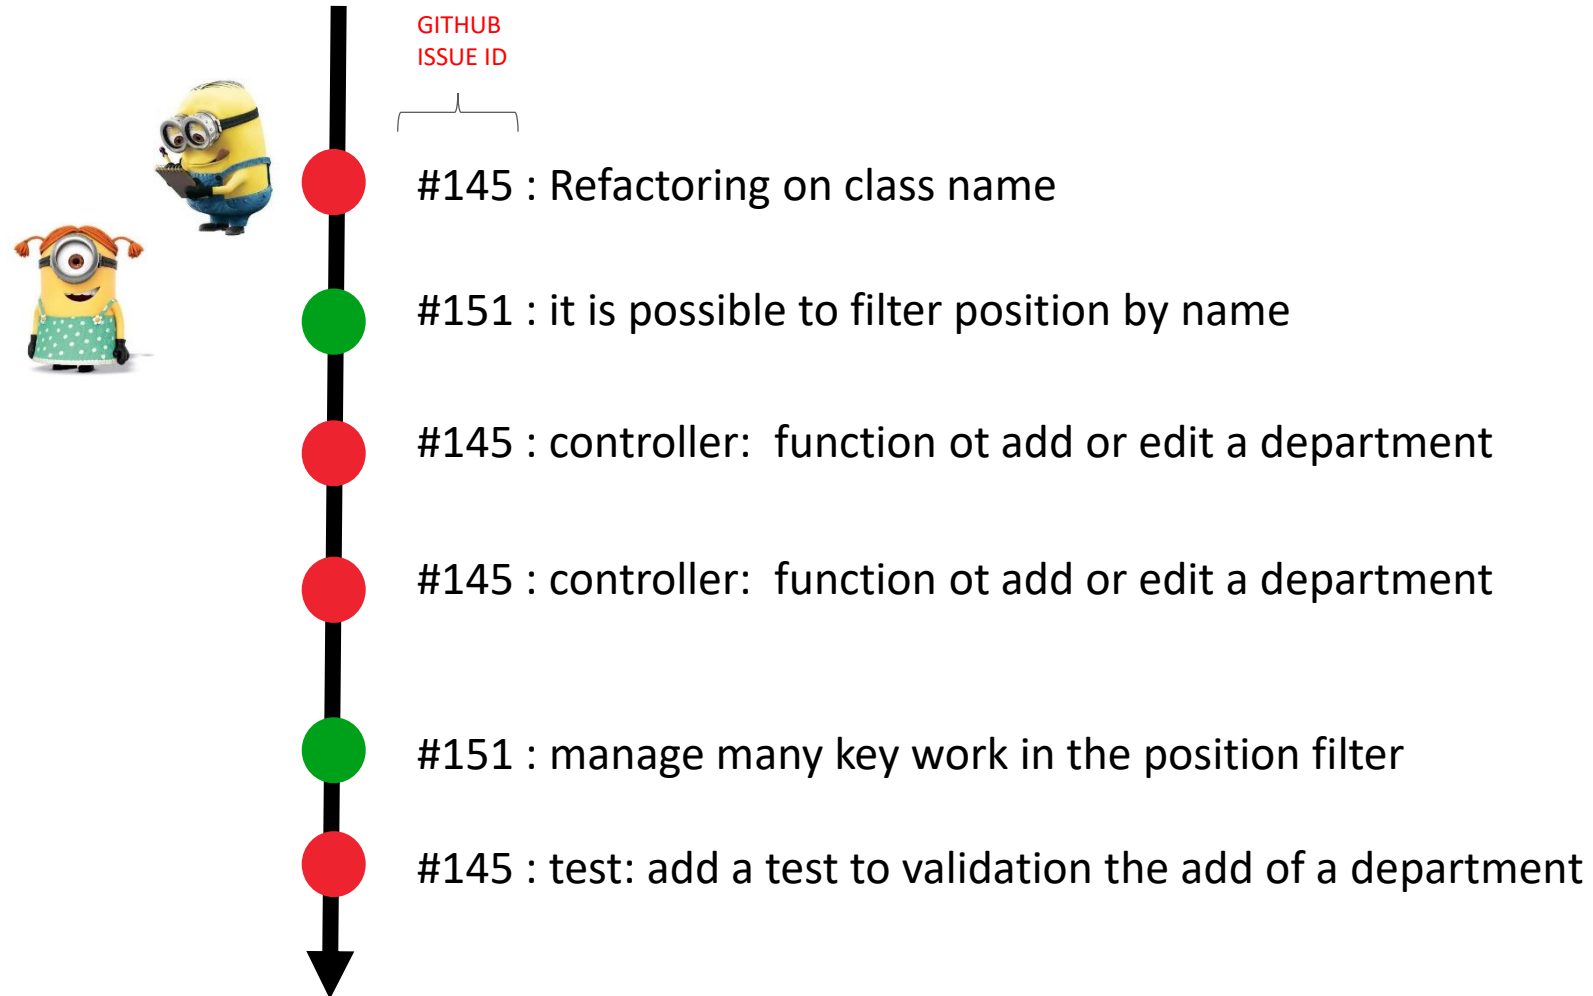 GITHUB
ISSUE ID
#145 : Refactoring on class name
#151 : it is possible to filter position by name
#145 : controller:  function ot add or edit a department
#145 : controller:  function ot add or edit a department
#151 : manage many key work in the position filter
#145 : test: add a test to validation the add of a department